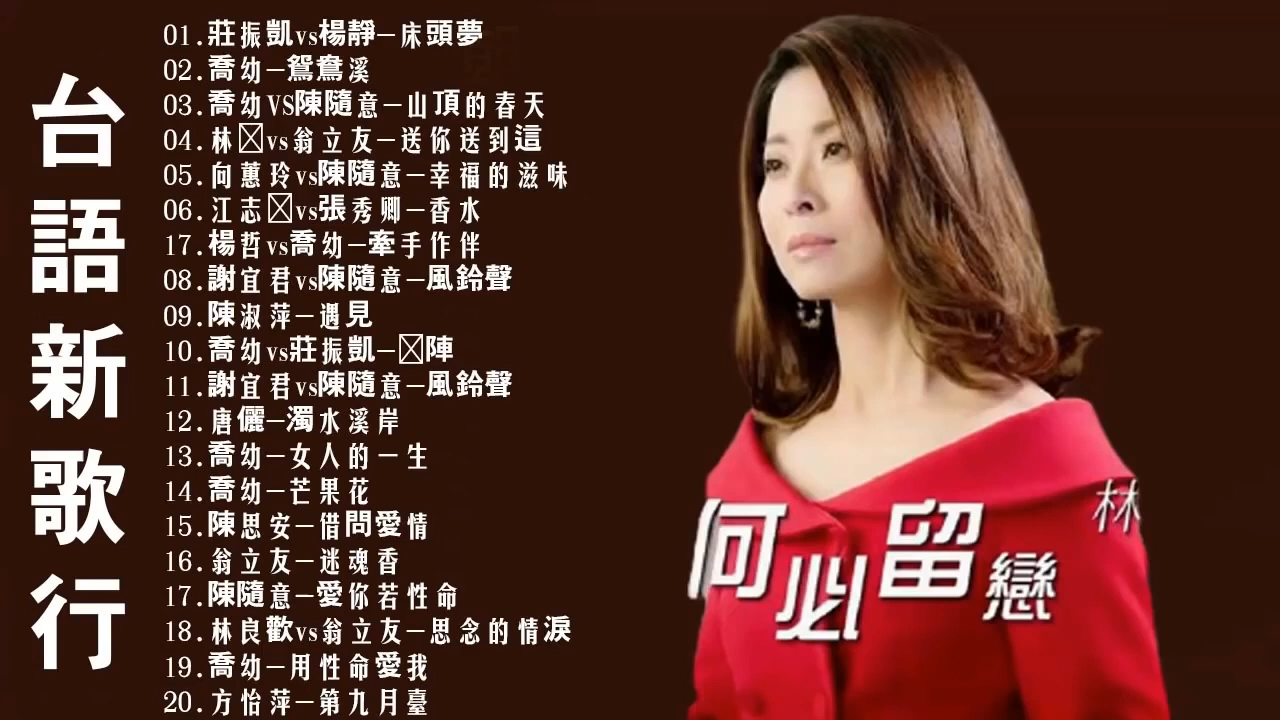 台語新歌行
01.莊振凱vs楊靜–床頭夢
02.喬幼–鴛鴦溪
03.喬幼VS陳隨意–山頂的春天
04.林☒vs翁立友–送你送到這
05.向蕙玲vs陳隨意–幸福的滋味
06.江志☒vs張秀卿–香水
17.楊哲vs喬幼–牽手作伴
08.謝宜君vs陳隨意–風鈴聲
09.陳淑萍–遇見
10.喬幼vs莊振凱–☒陣
11.謝宜君vs陳隨意–風鈴聲
12.唐儷–濁水溪岸
13.喬幼–女人的一生
14.喬幼–芒果花
15.陳思安–借問愛情
16.翁立友–迷魂香
17.陳隨意–愛你若性命
18.林良歡vs翁立友–思念的情淚
19.喬幼–用性命愛我
20.方怡萍–第九月臺
何必留戀
林